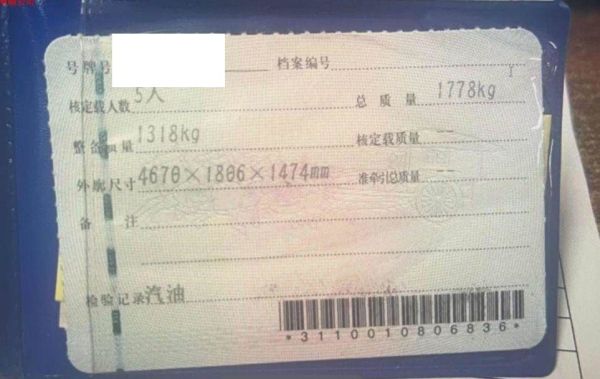 号牌号
档案编号
核定载人数 5人 总质量 1778kg
整备质量 1318kg 核定载质量 --
外廓尺寸 4670×1806×1474mm 准牵引总质量 --
备注
检验记录 汽油
*3110010806836*